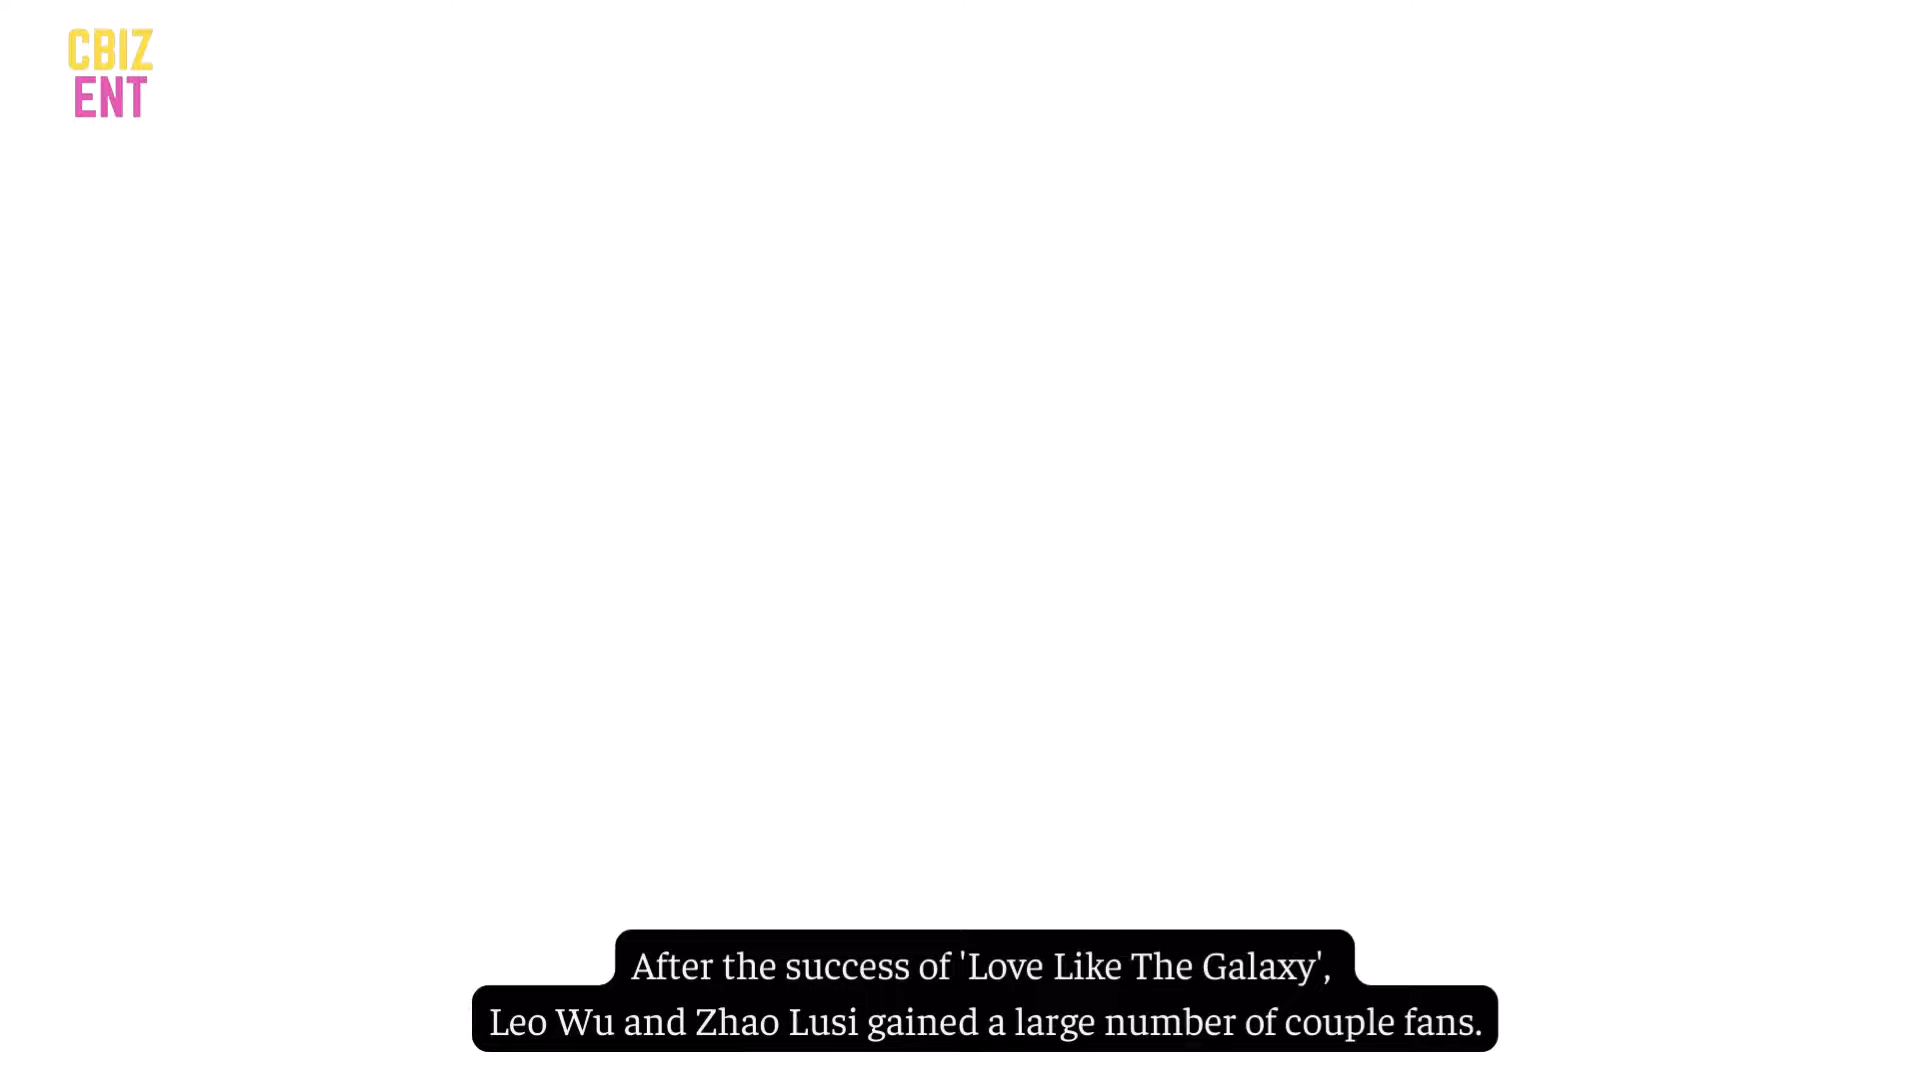 CBIZ
ENT
After the success of 'Love Like The Galaxy',
Leo Wu and Zhao Lusi gained a large number of couple fans.